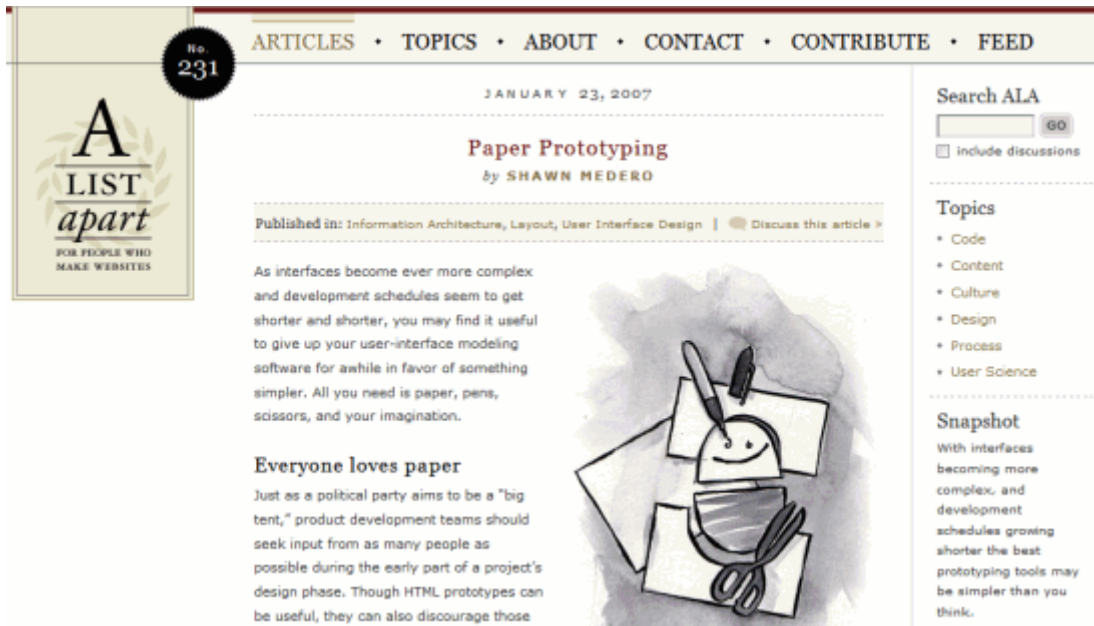 No.
231
A
LIST
apart
FOR PEOPLE WHO
MAKE WEBSITES
ARTICLES • TOPICS • ABOUT • CONTACT • CONTRIBUTE • FEED
JANUARY 23, 2007
Paper Prototyping
by SHAWN MEDERO
Published in: Information Architecture, Layout, User Interface Design | Discuss this article »
As interfaces become ever more complex
and development schedules seem to get
shorter and shorter, you may find it useful
to give up your user-interface modeling
software for awhile in favor of something
simpler. All you need is paper, pens,
scissors, and your imagination.
Everyone loves paper
Just as a political party aims to be a "big
tent,” product development teams should
seek input from as many people as
possible during the early part of a project's
design phase. Though HTML prototypes can
be useful, they can also discourage those
Search ALA
GO
include discussions
Topics
• Code
• Content
• Culture
• Design
• Process
• User Science
Snapshot
With interfaces
becoming more
complex, and
development
schedules growing
shorter the best
prototyping tools may
be simpler than you
think.